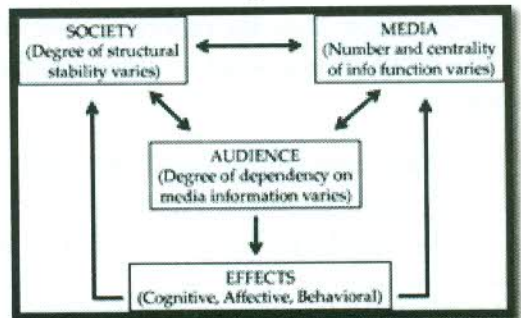 SOCIETY
(Degree of structural
stability varies)
MEDIA
(Number and centrality
of info function varies)
AUDIENCE
(Degree of dependency on
media information varies)
EFFECTS
(Cognitive, Affective, Behavioral)